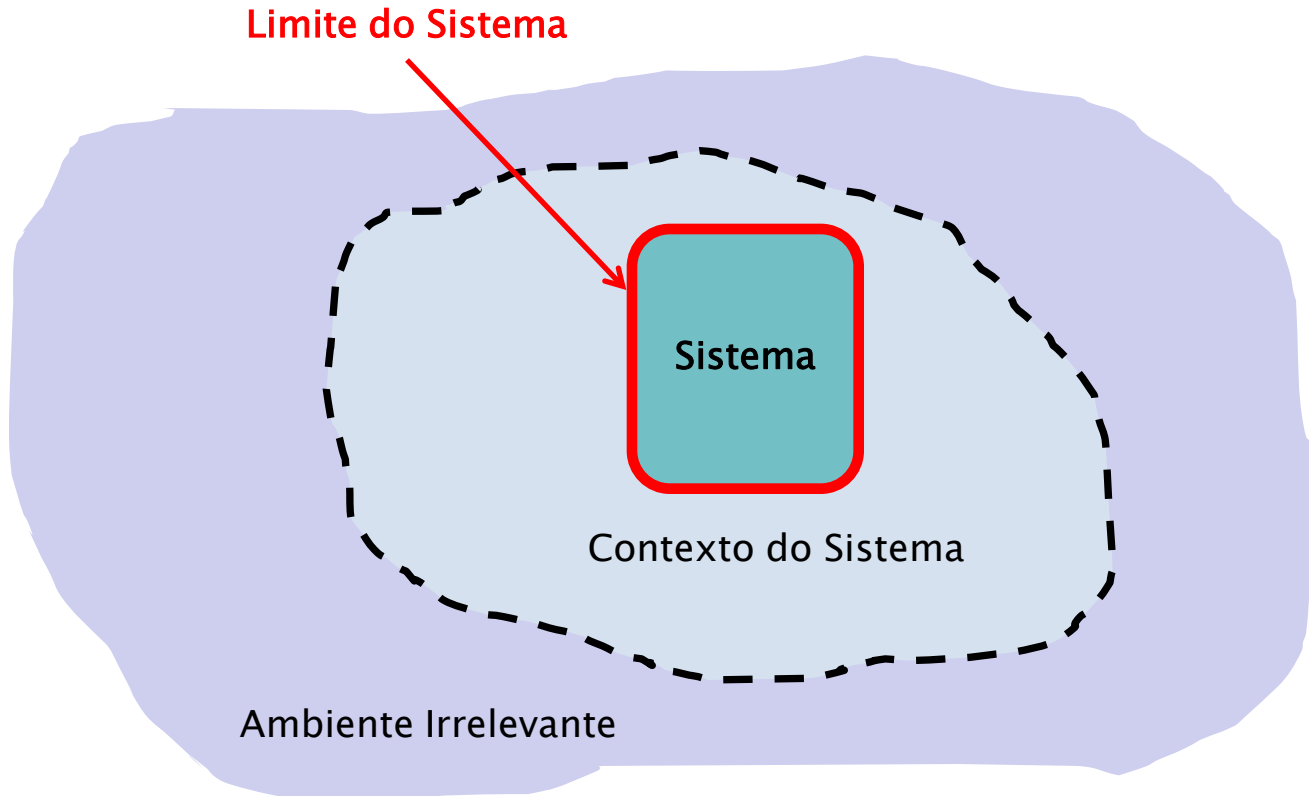 Limite do Sistema
Sistema
Contexto do Sistema
Ambiente Irrelevante